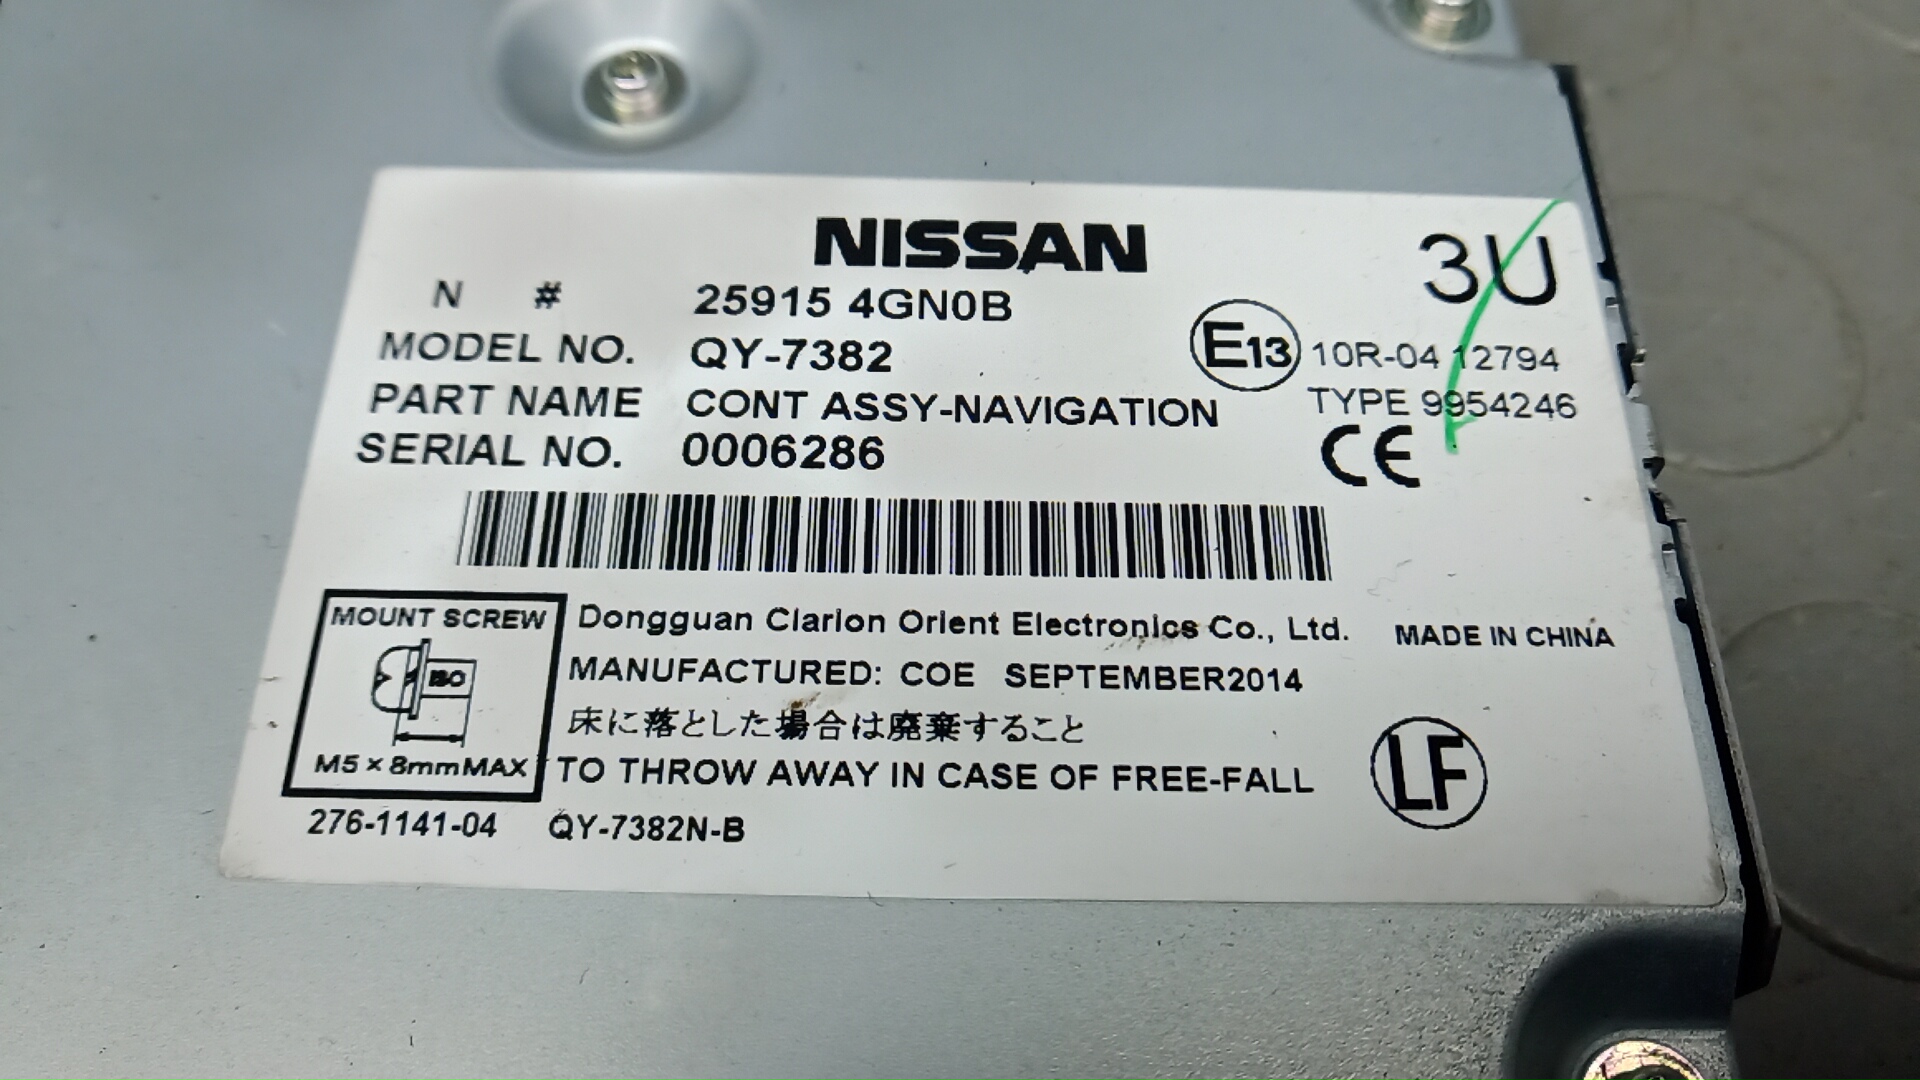 NISSAN
3U
N # 25915 4GN0B
MODEL NO. QY-7382
E13 10R-04 12794
PART NAME CONT ASSY-NAVIGATION
TYPE 9954246
SERIAL NO. 0006286
CE
MOUNT SCREW
ISO
M5 × 8mm MAX
Dongguan Clarion Orient Electronics Co., Ltd. MADE IN CHINA
MANUFACTURED: COE SEPTEMBER2014
床に落とした場合は廃棄すること
TO THROW AWAY IN CASE OF FREE-FALL
LF
276-1141-04 QY-7382N-B